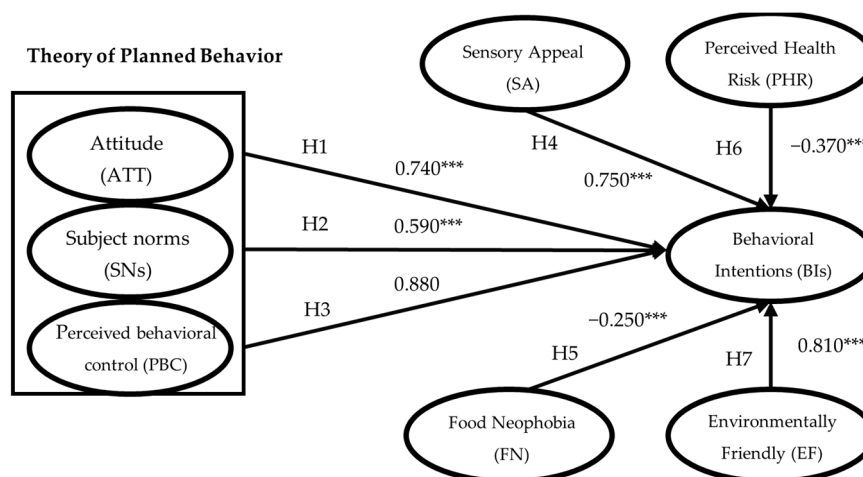 Theory of Planned Behavior
Sensory Appeal
(SA)
Perceived Health
Risk (PHR)
Attitude
(ATT)
H1
0.740***
H4
0.750***
H6
−0.370***
Subject norms
(SNs)
H2
0.590***
Behavioral
Intentions (BIs)
Perceived behavioral
control (PBC)
H3
0.880
−0.250***
H5
H7
0.810***
Food Neophobia
(FN)
Environmentally
Friendly (EF)